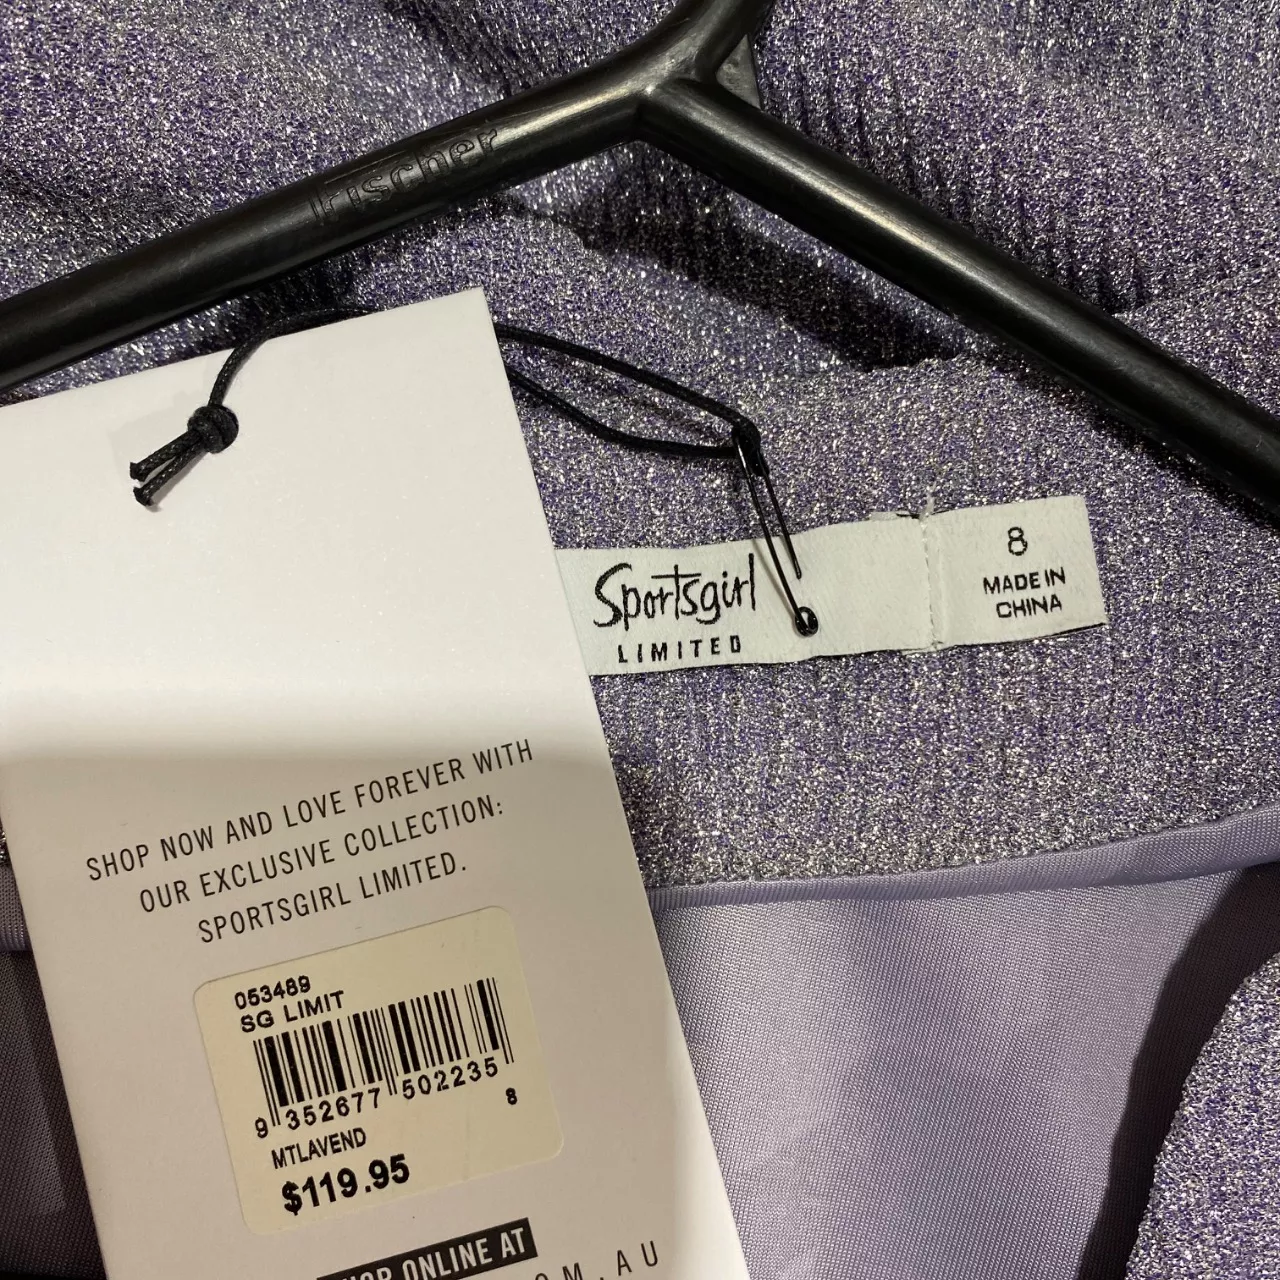 Fischer
Sportsgirl
LIMITED
8
MADE IN
CHINA
SHOP NOW AND LOVE FOREVER WITH
OUR EXCLUSIVE COLLECTION:
SPORTSGIRL LIMITED.
053489
SG LIMIT
9 352677 502235
8
MTLAVEND
$119.95
SHOP ONLINE AT
OM.AU